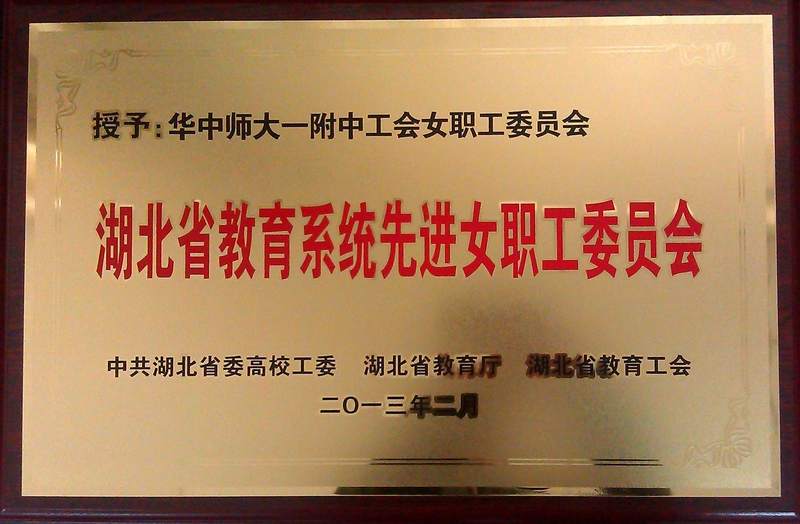 授予:华中师大一附中工会女职工委员会
湖北省教育系统先进女职工委员会
中共湖北省委高校工委 湖北省教育厅 湖北省教育工会
二〇一三年二月